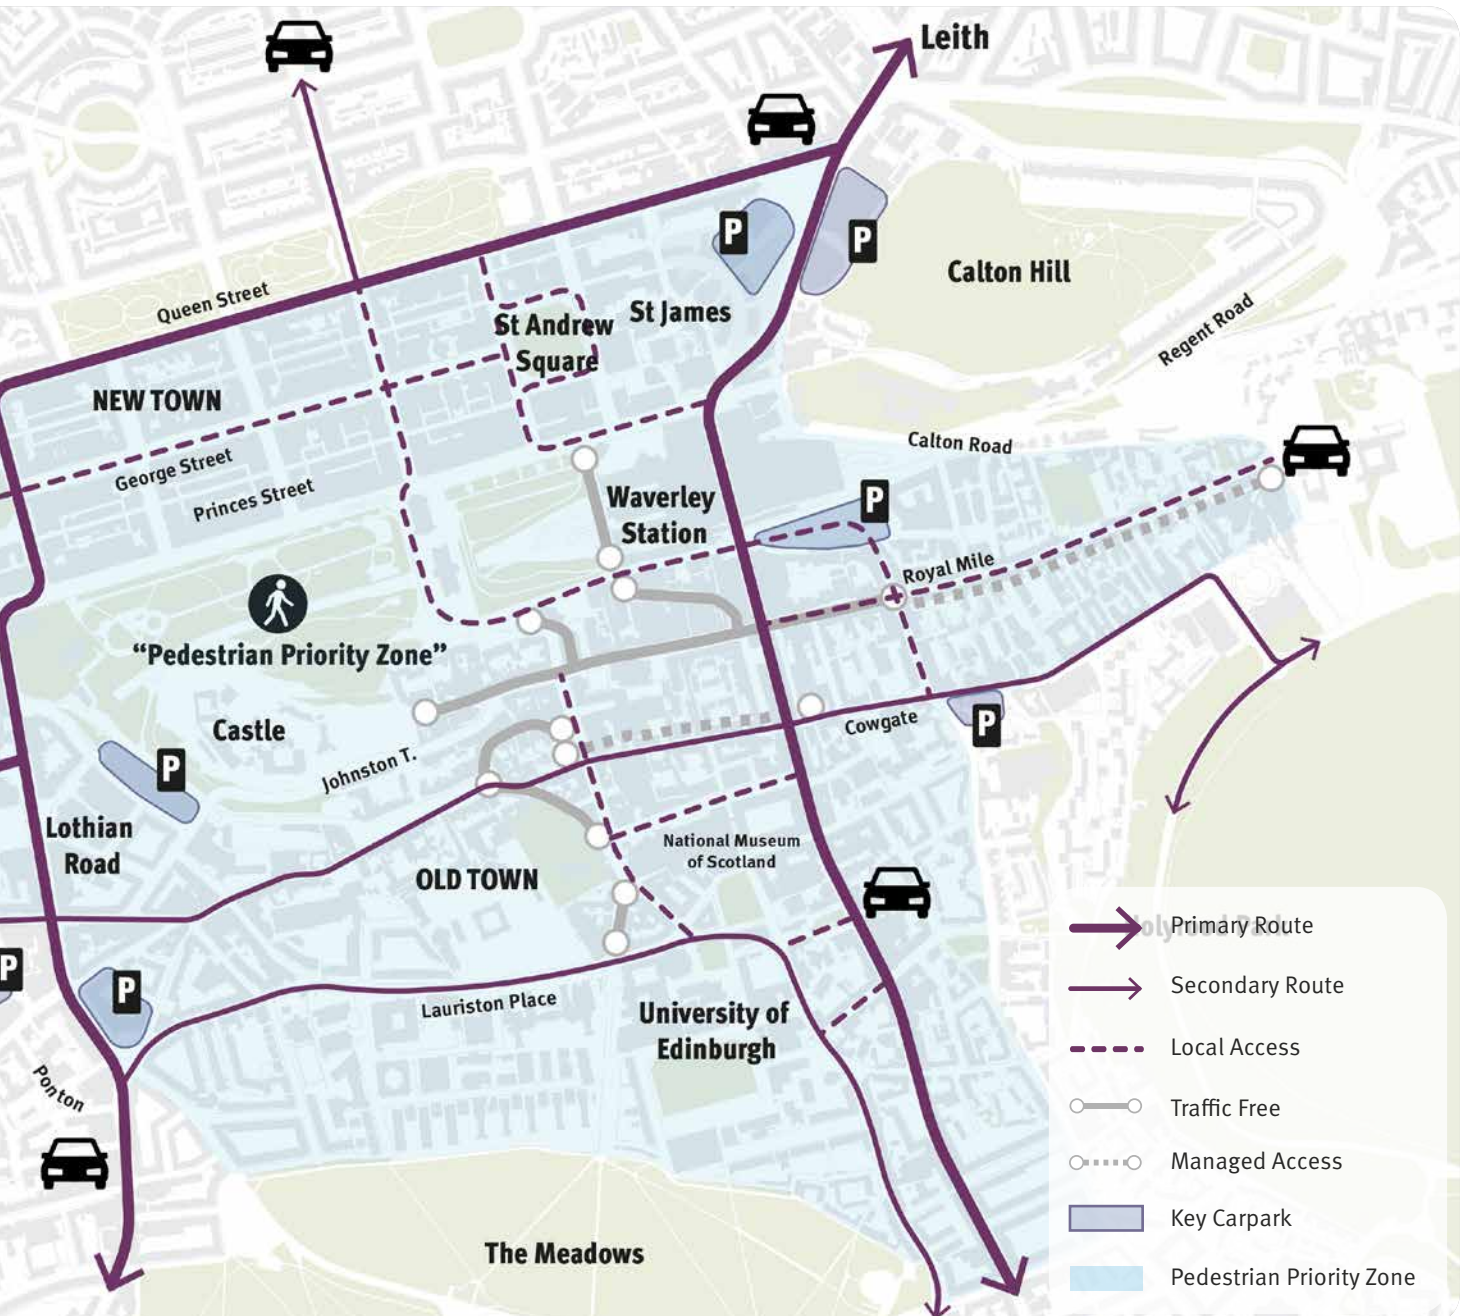 Leith
P
P
Calton Hill
Queen Street
St James
St Andrew
Square
Regent Road
NEW TOWN
Calton Road
George Street
Princes Street
Waverley
Station
P
Royal Mile
"Pedestrian Priority Zone"
Castle
Johnston T.
P
Cowgate
P
Lothian
Road
National Museum
of Scotland
OLD TOWN
P
P
Lauriston Place
University of
Edinburgh
Ponton
The Meadows
Primary Route
Secondary Route
Local Access
Traffic Free
Managed Access
Key Carpark
Pedestrian Priority Zone